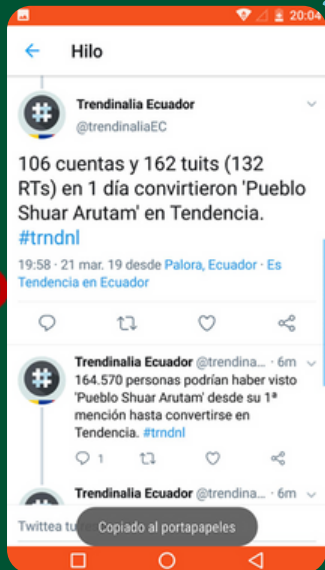 20:04
Hilo
Trendinalia Ecuador
@trendinaliaEC
106 cuentas y 162 tuits (132
RTs) en 1 día convirtieron 'Pueblo
Shuar Arutam' en Tendencia.
#trndnl
19:58 · 21 mar. 19 desde Palora, Ecuador · Es
Tendencia en Ecuador
Trendinalia Ecuador @trendina... · 6m
164.570 personas podrían haber visto
'Pueblo Shuar Arutam' desde su 1ª
mención hasta convertirse en
Tendencia. #trndnl
1
Trendinalia Ecuador @trendina... · 6m
Twittea tu
Copiado al portapapeles